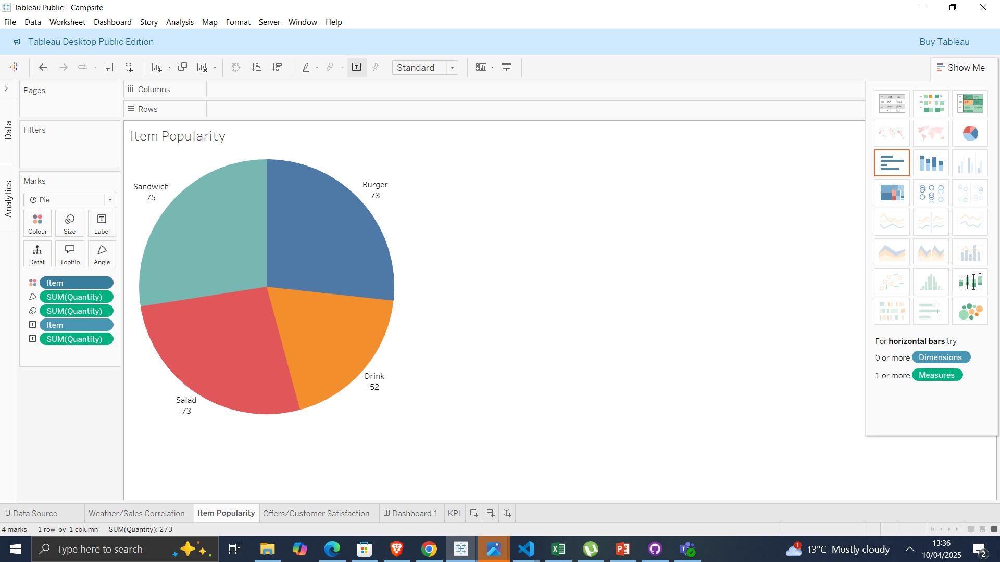 Tableau Public - Campsite
File Data Worksheet Dashboard Story Analysis Map Format Server Window Help
Tableau Desktop Public Edition
Buy Tableau
Standard
Show Me
Pages
Columns
Rows
Data
Analytics
Filters
Marks
Pie
Colour Size Label
Detail Tooltip Angle
Item
SUM(Quantity)
SUM(Quantity)
Item
SUM(Quantity)
Item Popularity
Sandwich
75
Burger
73
Drink
52
Salad
73
For horizontal bars try
0 or more Dimensions
1 or more Measures
Data Source Weather/Sales Correlation Item Popularity Offers/Customer Satisfaction Dashboard 1 KPI
4 marks 1 row by 1 column SUM(Quantity): 273
Type here to search
1
13°C Mostly cloudy
13:36
10/04/2025
2